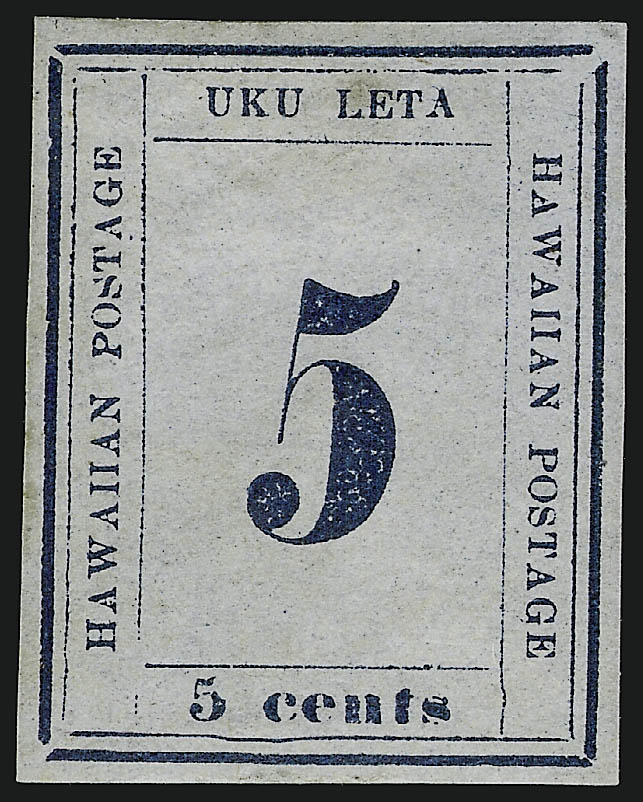 UKU LETA
HAWAIIAN POSTAGE
5
HAWAIIAN POSTAGE
5 cents